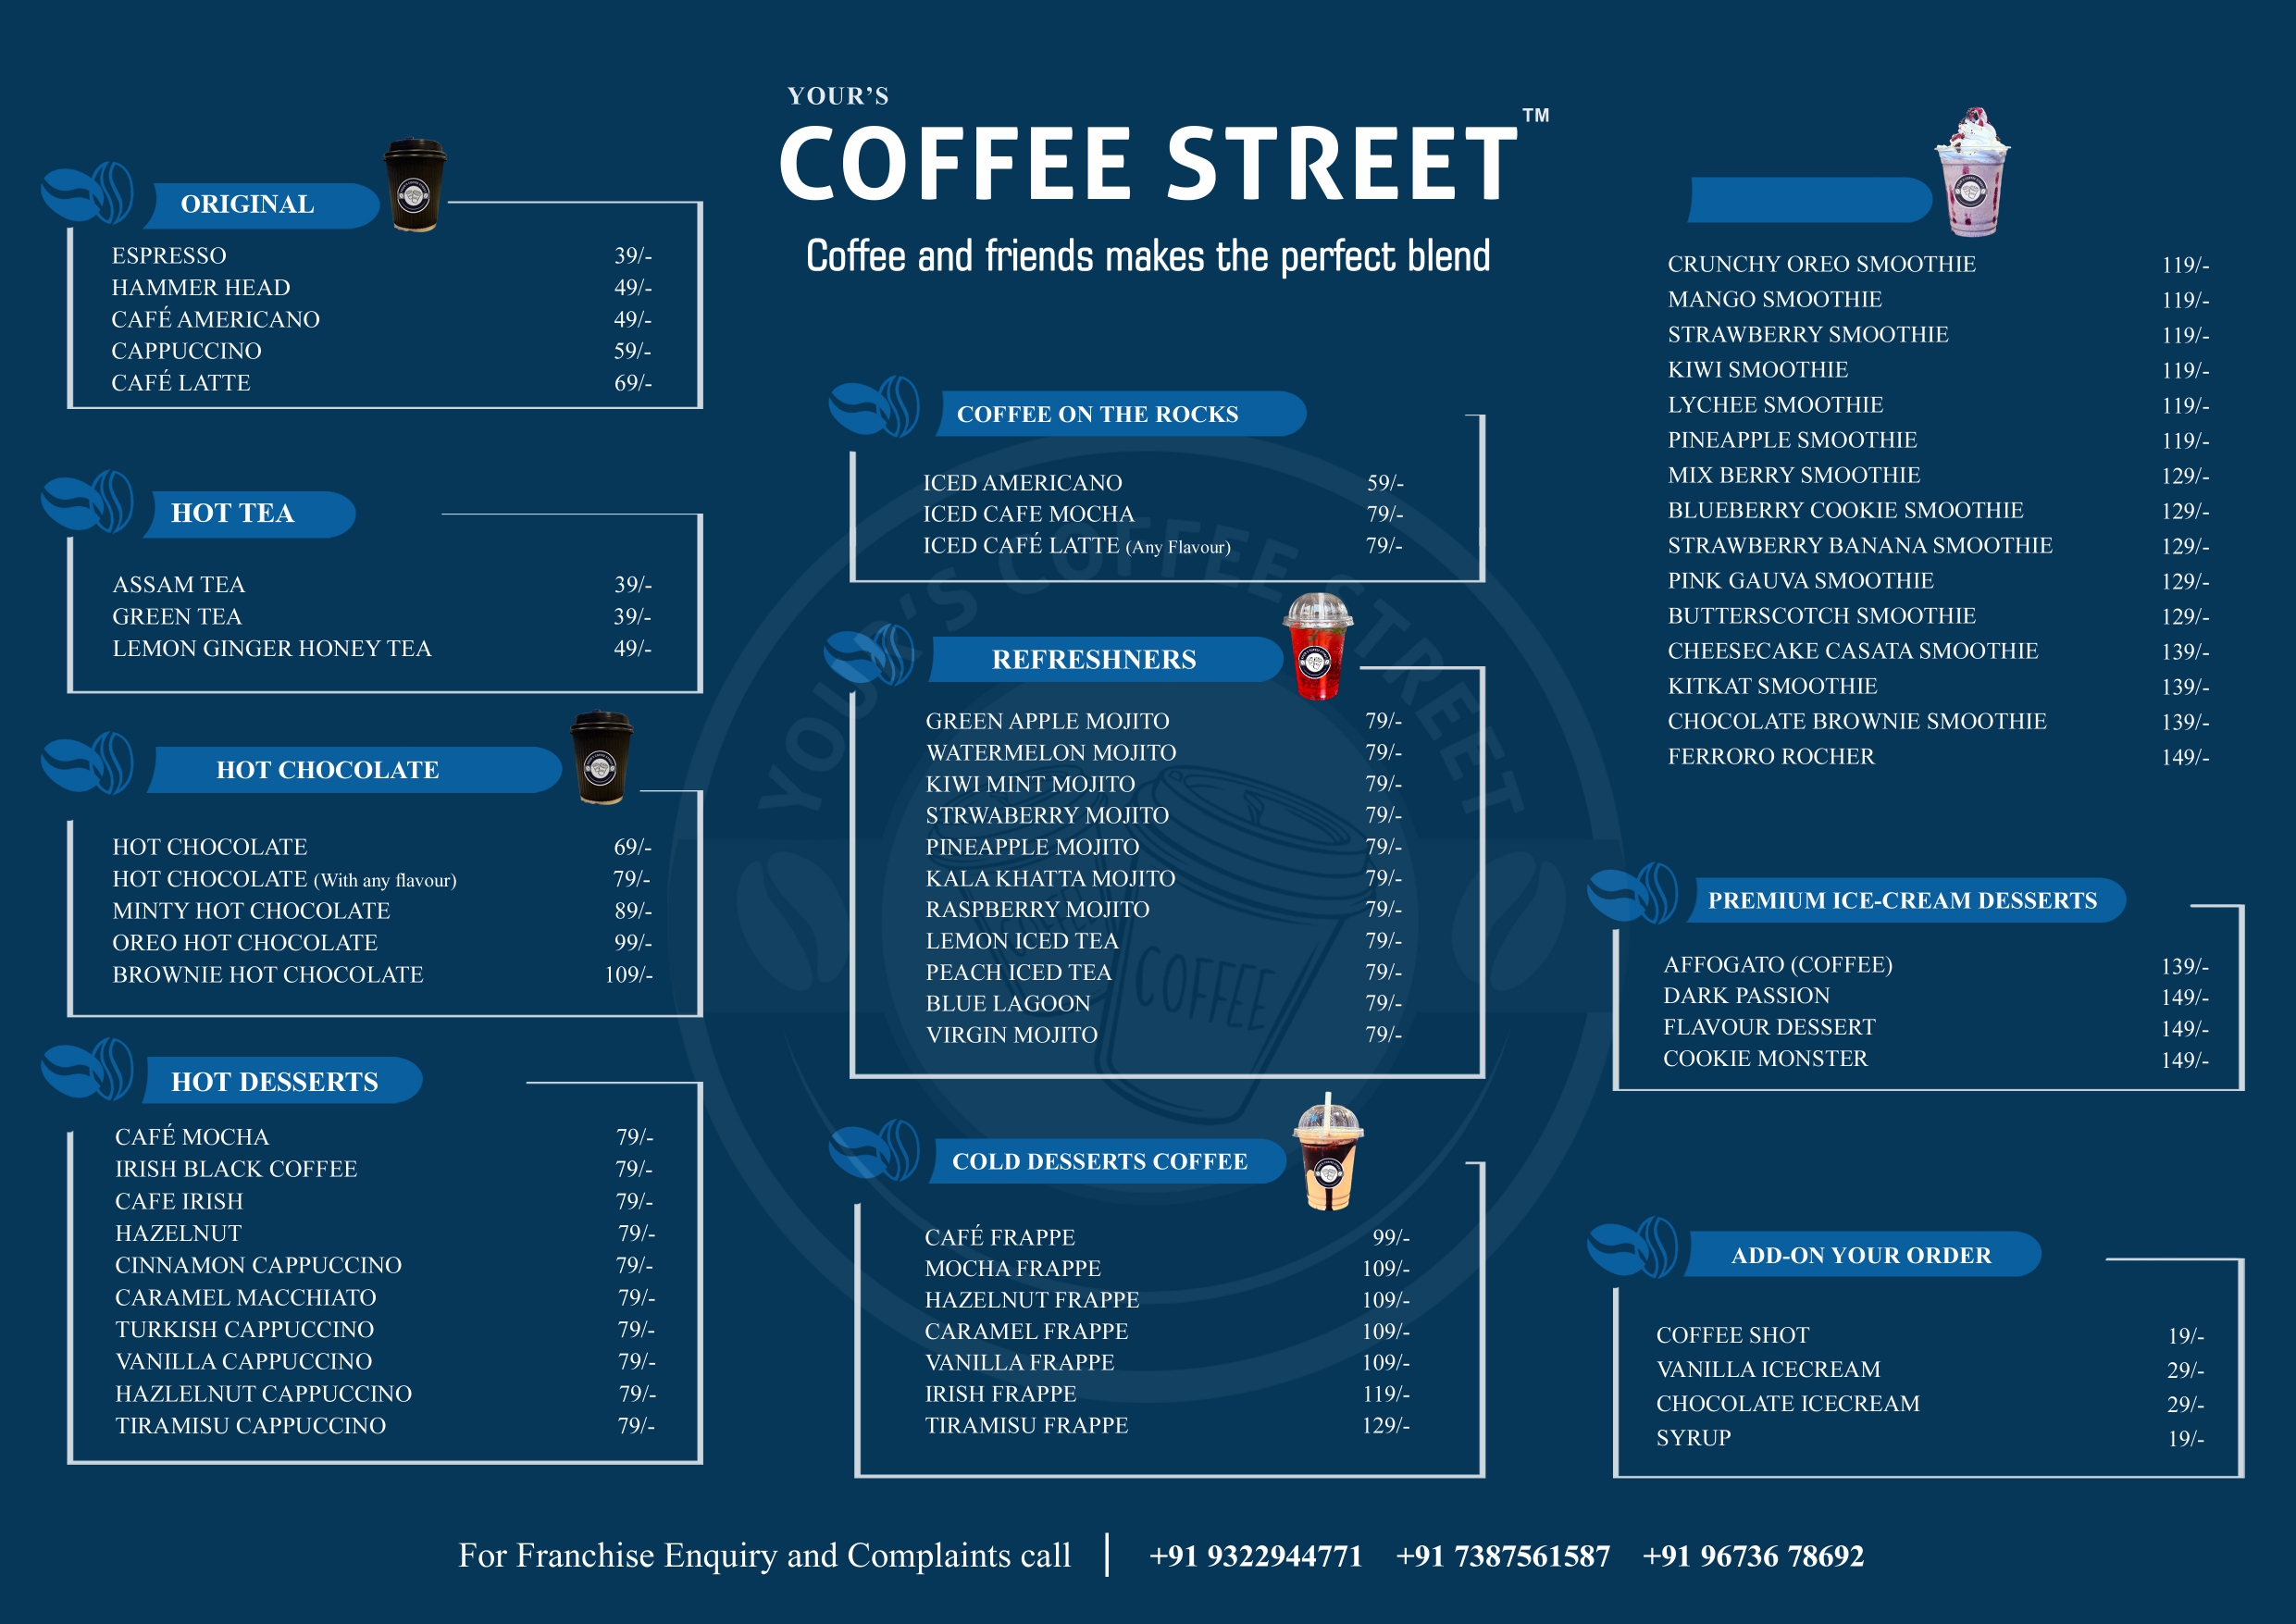 YOUR'S
COFFEE STREET™
Coffee and friends makes the perfect blend
ORIGINAL
ESPRESSO 39/-
HAMMER HEAD 49/-
CAFÉ AMERICANO 49/-
CAPPUCCINO 59/-
CAFÉ LATTE 69/-
HOT TEA
ASSAM TEA 39/-
GREEN TEA 39/-
LEMON GINGER HONEY TEA 49/-
HOT CHOCOLATE
HOT CHOCOLATE 69/-
HOT CHOCOLATE (With any flavour) 79/-
MINTY HOT CHOCOLATE 89/-
OREO HOT CHOCOLATE 99/-
BROWNIE HOT CHOCOLATE 109/-
HOT DESSERTS
CAFÉ MOCHA 79/-
IRISH BLACK COFFEE 79/-
CAFE IRISH 79/-
HAZELNUT 79/-
CINNAMON CAPPUCCINO 79/-
CARAMEL MACCHIATO 79/-
TURKISH CAPPUCCINO 79/-
VANILLA CAPPUCCINO 79/-
HAZLELNUT CAPPUCCINO 79/-
TIRAMISU CAPPUCCINO 79/-
COFFEE ON THE ROCKS
ICED AMERICANO 59/-
ICED CAFE MOCHA 79/-
ICED CAFÉ LATTE (Any Flavour) 79/-
REFRESHNERS
GREEN APPLE MOJITO 79/-
WATERMELON MOJITO 79/-
KIWI MINT MOJITO 79/-
STRWABERRY MOJITO 79/-
PINEAPPLE MOJITO 79/-
KALA KHATTA MOJITO 79/-
RASPBERRY MOJITO 79/-
LEMON ICED TEA 79/-
PEACH ICED TEA 79/-
BLUE LAGOON 79/-
VIRGIN MOJITO 79/-
COLD DESSERTS COFFEE
CAFÉ FRAPPE 99/-
MOCHA FRAPPE 109/-
HAZELNUT FRAPPE 109/-
CARAMEL FRAPPE 109/-
VANILLA FRAPPE 109/-
IRISH FRAPPE 119/-
TIRAMISU FRAPPE 129/-
CRUNCHY OREO SMOOTHIE 119/-
MANGO SMOOTHIE 119/-
STRAWBERRY SMOOTHIE 119/-
KIWI SMOOTHIE 119/-
LYCHEE SMOOTHIE 119/-
PINEAPPLE SMOOTHIE 119/-
MIX BERRY SMOOTHIE 129/-
BLUEBERRY COOKIE SMOOTHIE 129/-
STRAWBERRY BANANA SMOOTHIE 129/-
PINK GAUVA SMOOTHIE 129/-
BUTTERSCOTCH SMOOTHIE 129/-
CHEESECAKE CASATA SMOOTHIE 139/-
KITKAT SMOOTHIE 139/-
CHOCOLATE BROWNIE SMOOTHIE 139/-
FERRORO ROCHER 149/-
PREMIUM ICE-CREAM DESSERTS
AFFOGATO (COFFEE) 139/-
DARK PASSION 149/-
FLAVOUR DESSERT 149/-
COOKIE MONSTER 149/-
ADD-ON YOUR ORDER
COFFEE SHOT 19/-
VANILLA ICECREAM 29/-
CHOCOLATE ICECREAM 29/-
SYRUP 19/-
YOUR'S COFFEE STREET
COFFEE
COFFEE
For Franchise Enquiry and Complaints call | +91 9322944771 +91 7387561587 +91 96736 78692